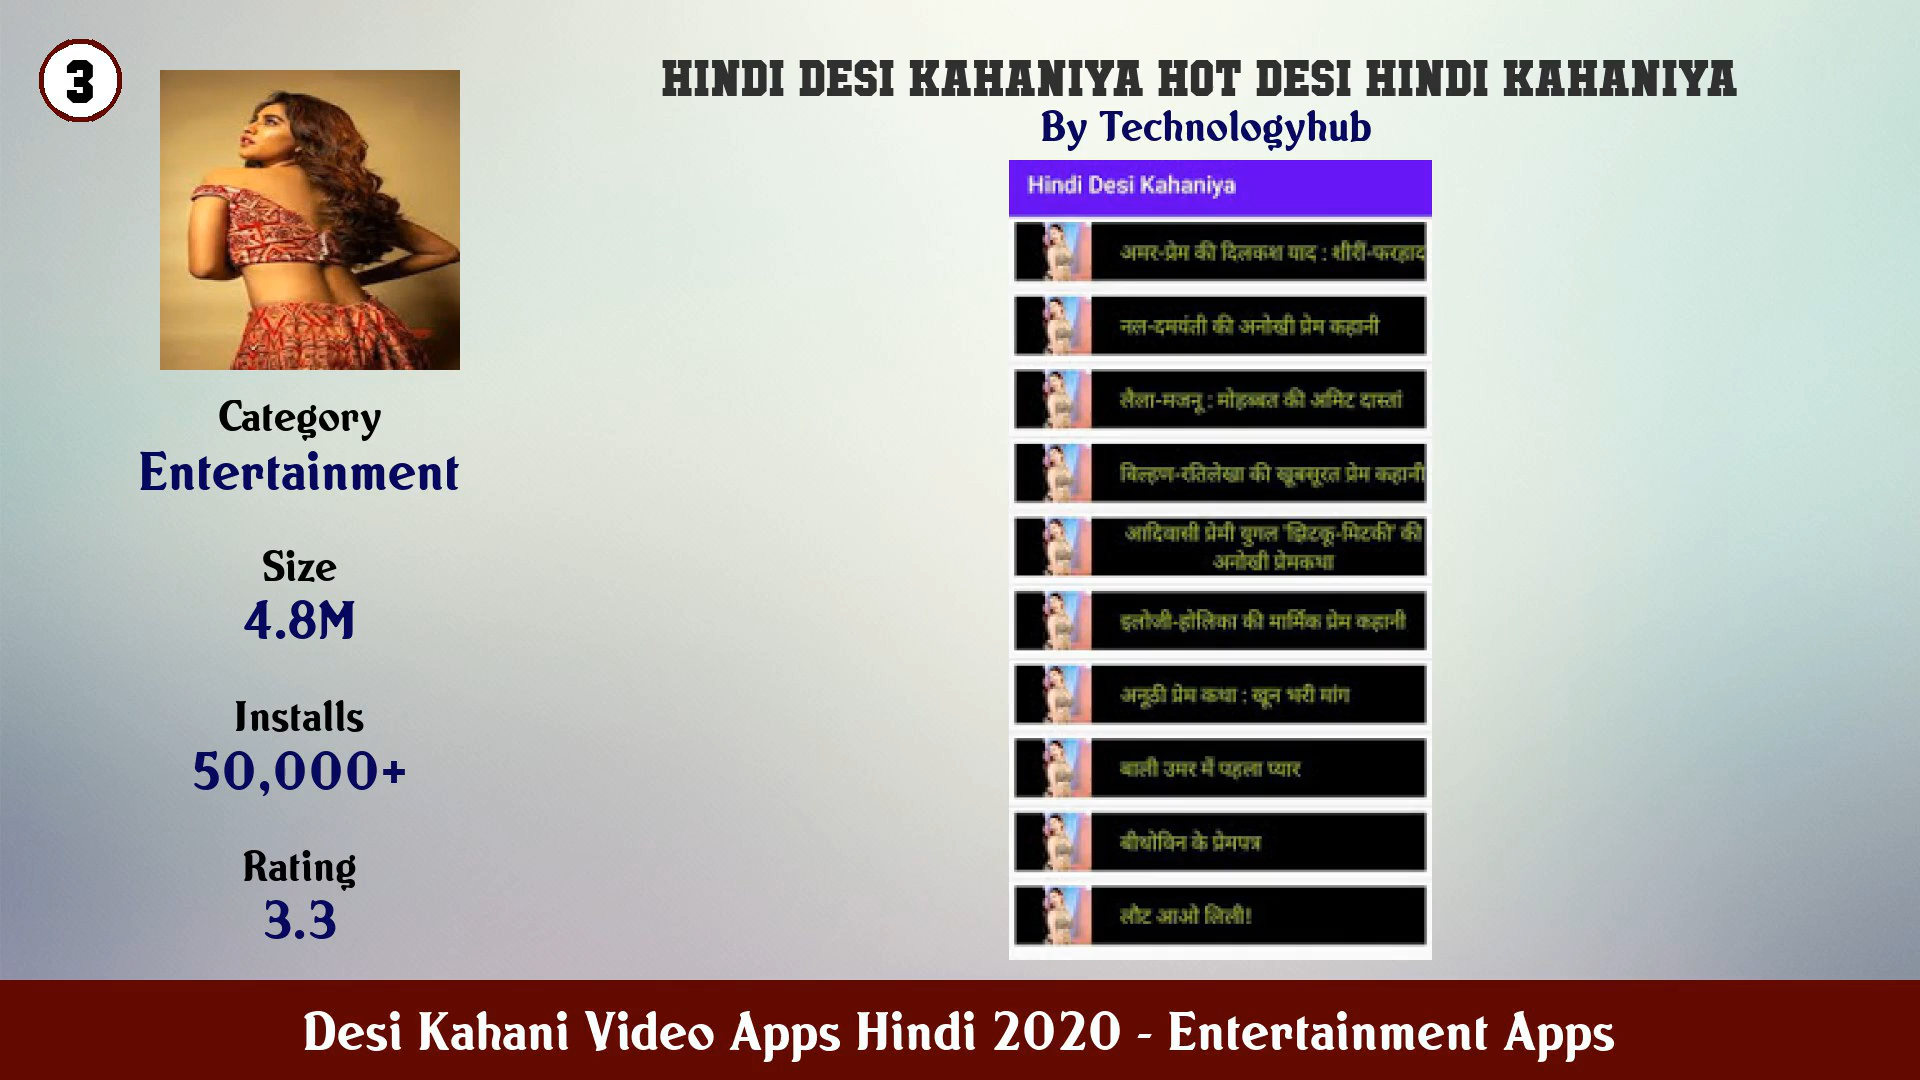 3
HINDI DESI KAHANIYA HOT DESI HINDI KAHANIYA
By Technologyhub
Category
Entertainment
Size
4.8M
Installs
50,000+
Rating
3.3
Hindi Desi Kahaniya
अमर-प्रेम की दिलकश याद : शीरीं-फरहाद
नल-दमयंती की अनोखी प्रेम कहानी
लैला-मजनू : मोहब्बत की अमिट दास्तां
बिल्हण-रतिलेखा की खूबसूरत प्रेम कहानी
आदिवासी प्रेमी युगल 'झिटकू-मिटकी' की
अनोखी प्रेमकथा
इलोजी-होलिका की मार्मिक प्रेम कहानी
अनूठी प्रेम कथा : खून भरी मांग
बाली उमर में पहला प्यार
बीथोविन के प्रेमपत्र
लौट आओ लिली!
Desi Kahani Video Apps Hindi 2020 - Entertainment Apps